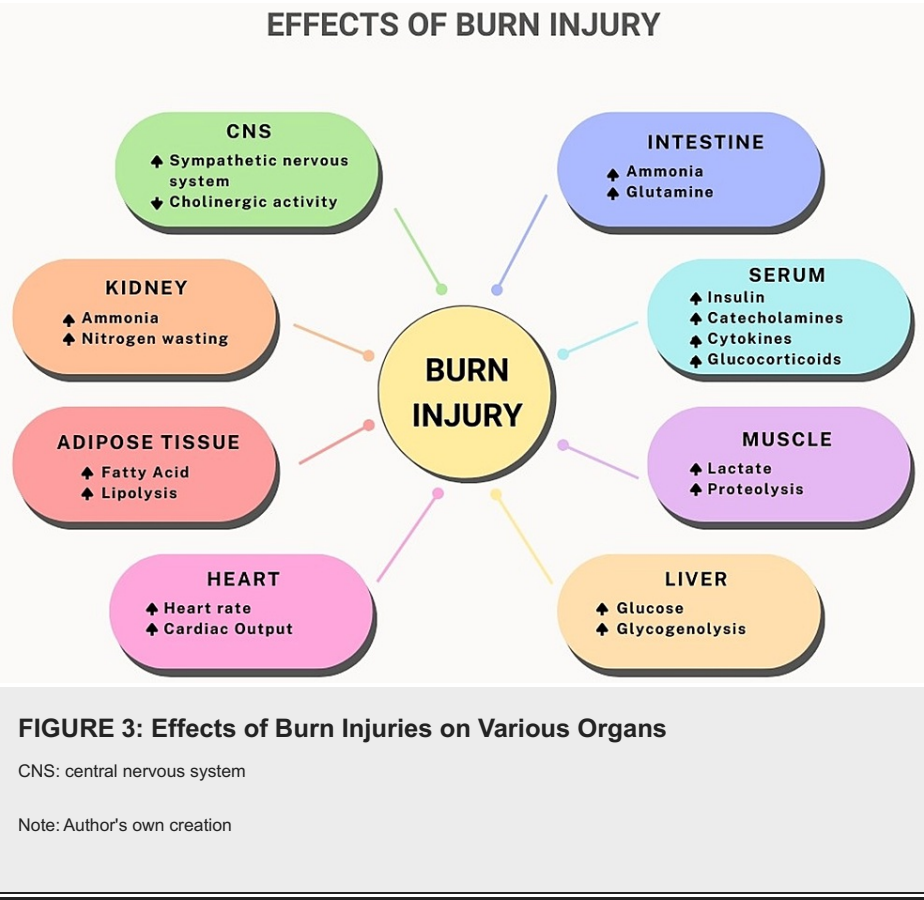 EFFECTS OF BURN INJURY
CNS
Sympathetic nervous
system
Cholinergic activity
INTESTINE
Ammonia
Glutamine
KIDNEY
Ammonia
Nitrogen wasting
SERUM
Insulin
Catecholamines
Cytokines
Glucocorticoids
BURN
INJURY
ADIPOSE TISSUE
Fatty Acid
Lipolysis
MUSCLE
Lactate
Proteolysis
HEART
Heart rate
Cardiac Output
LIVER
Glucose
Glycogenolysis
FIGURE 3: Effects of Burn Injuries on Various Organs
CNS: central nervous system
Note: Author's own creation